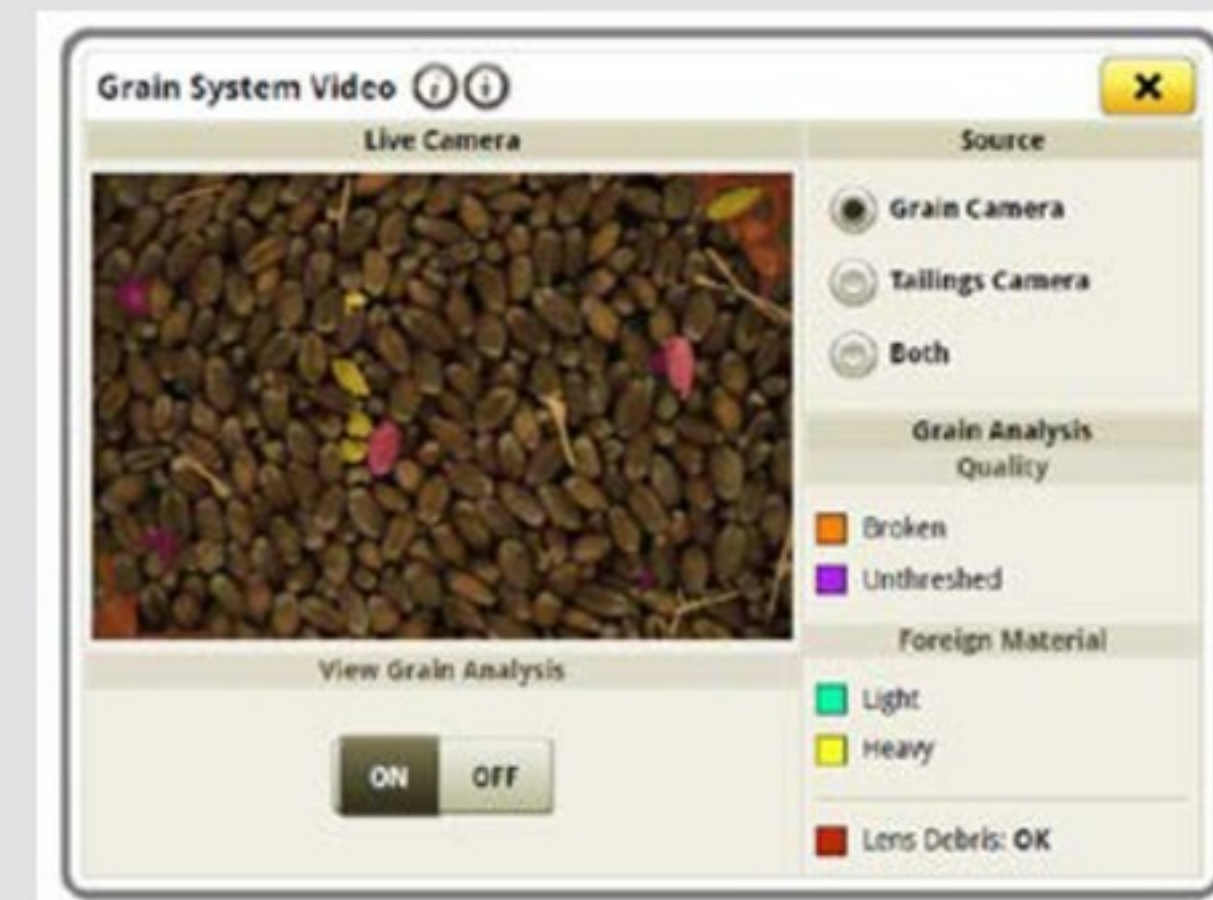 Grain System Video
Live Camera
Source
Grain Camera
Tailings Camera
Both
Grain Analysis
Quality
Broken
Unthreshed
Foreign Material
Light
Heavy
Lens Debris: OK
View Grain Analysis
ON OFF